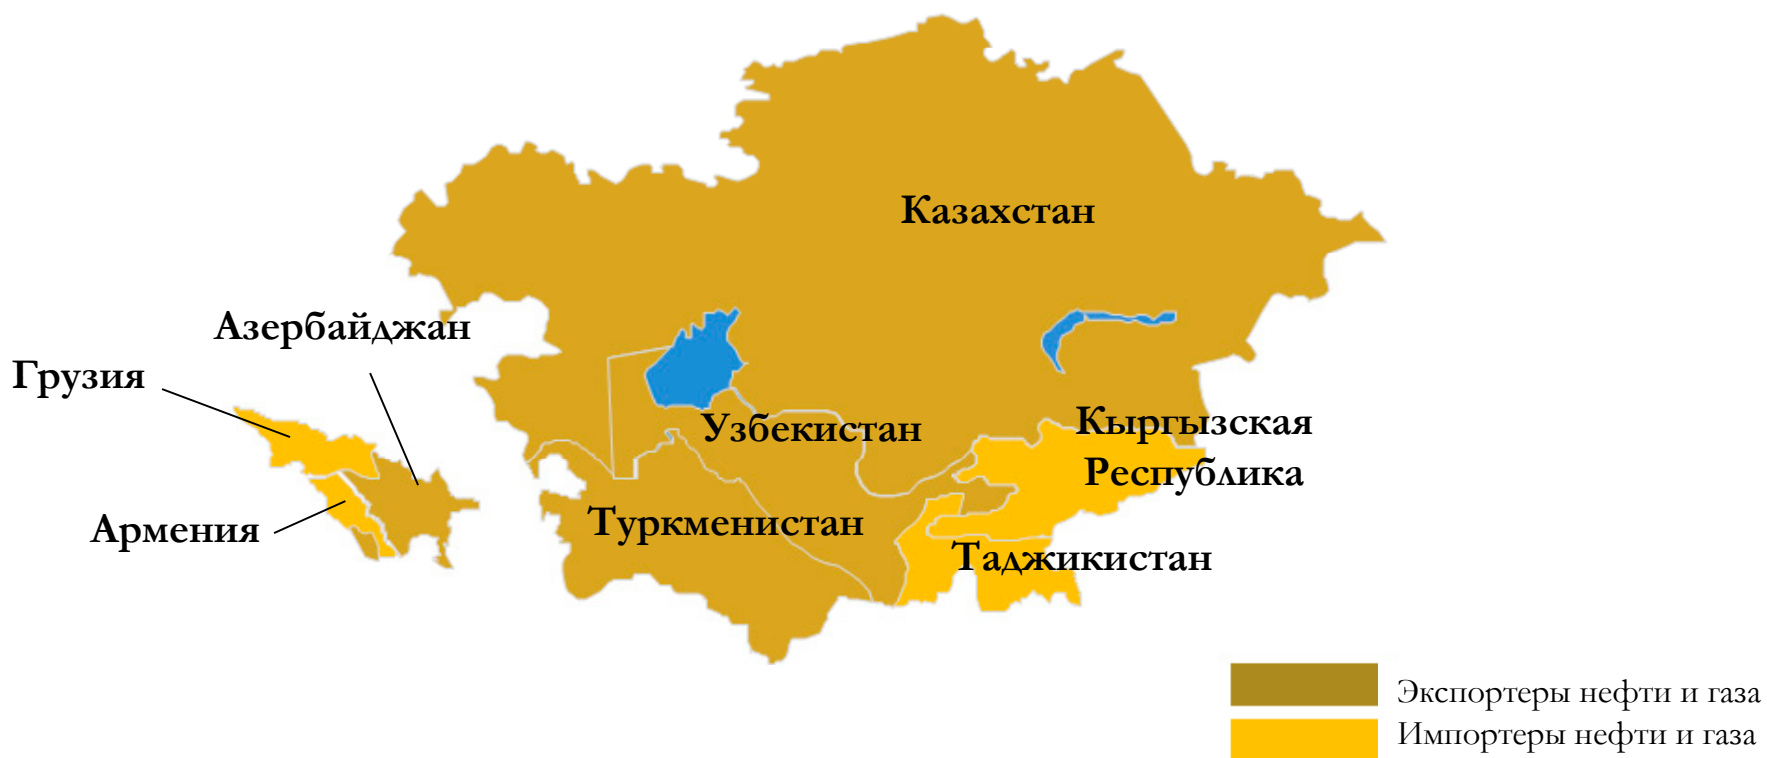 Казахстан
Азербайджан
Грузия
Узбекистан
Кыргызская
Республика
Туркменистан
Армения
Таджикистан
Экспортеры нефти и газа
Импортеры нефти и газа